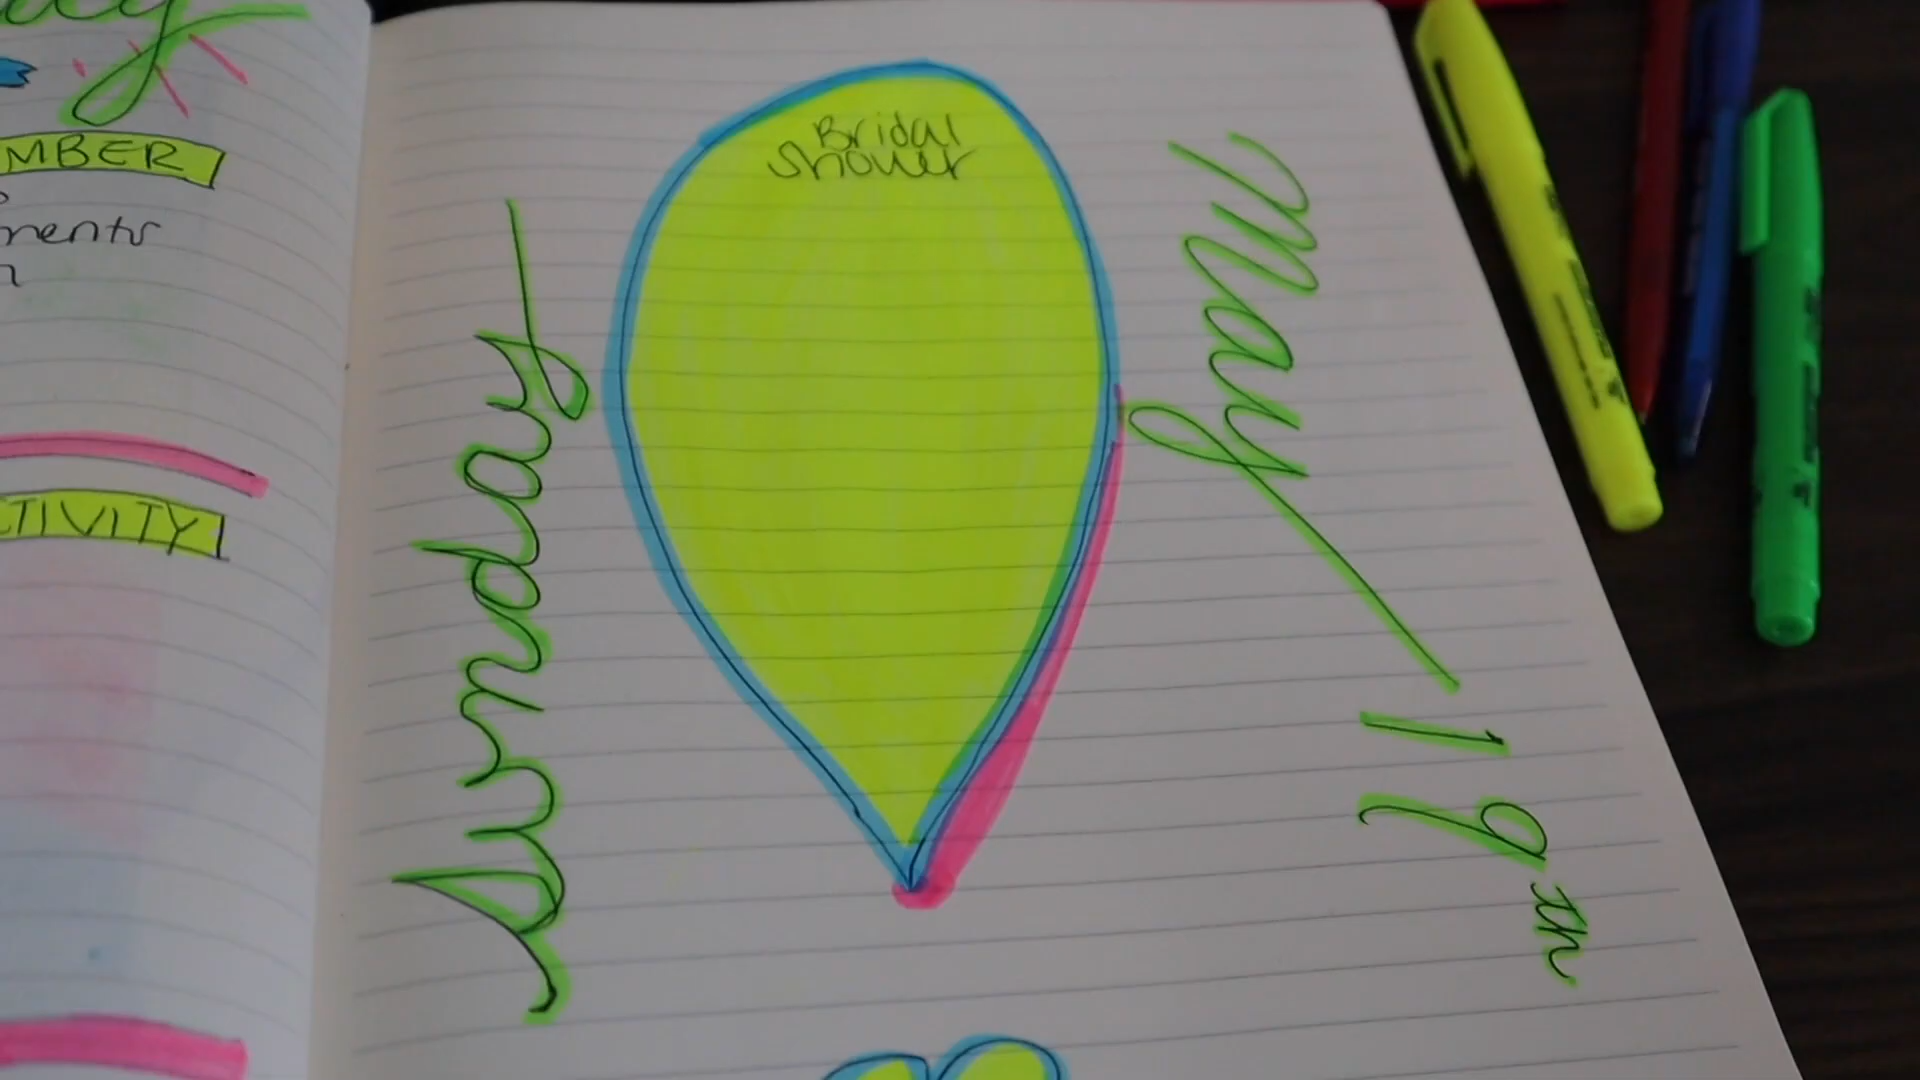 MBER
ments
CTIVITY
Sunday
Bridal
Shower
May 19th